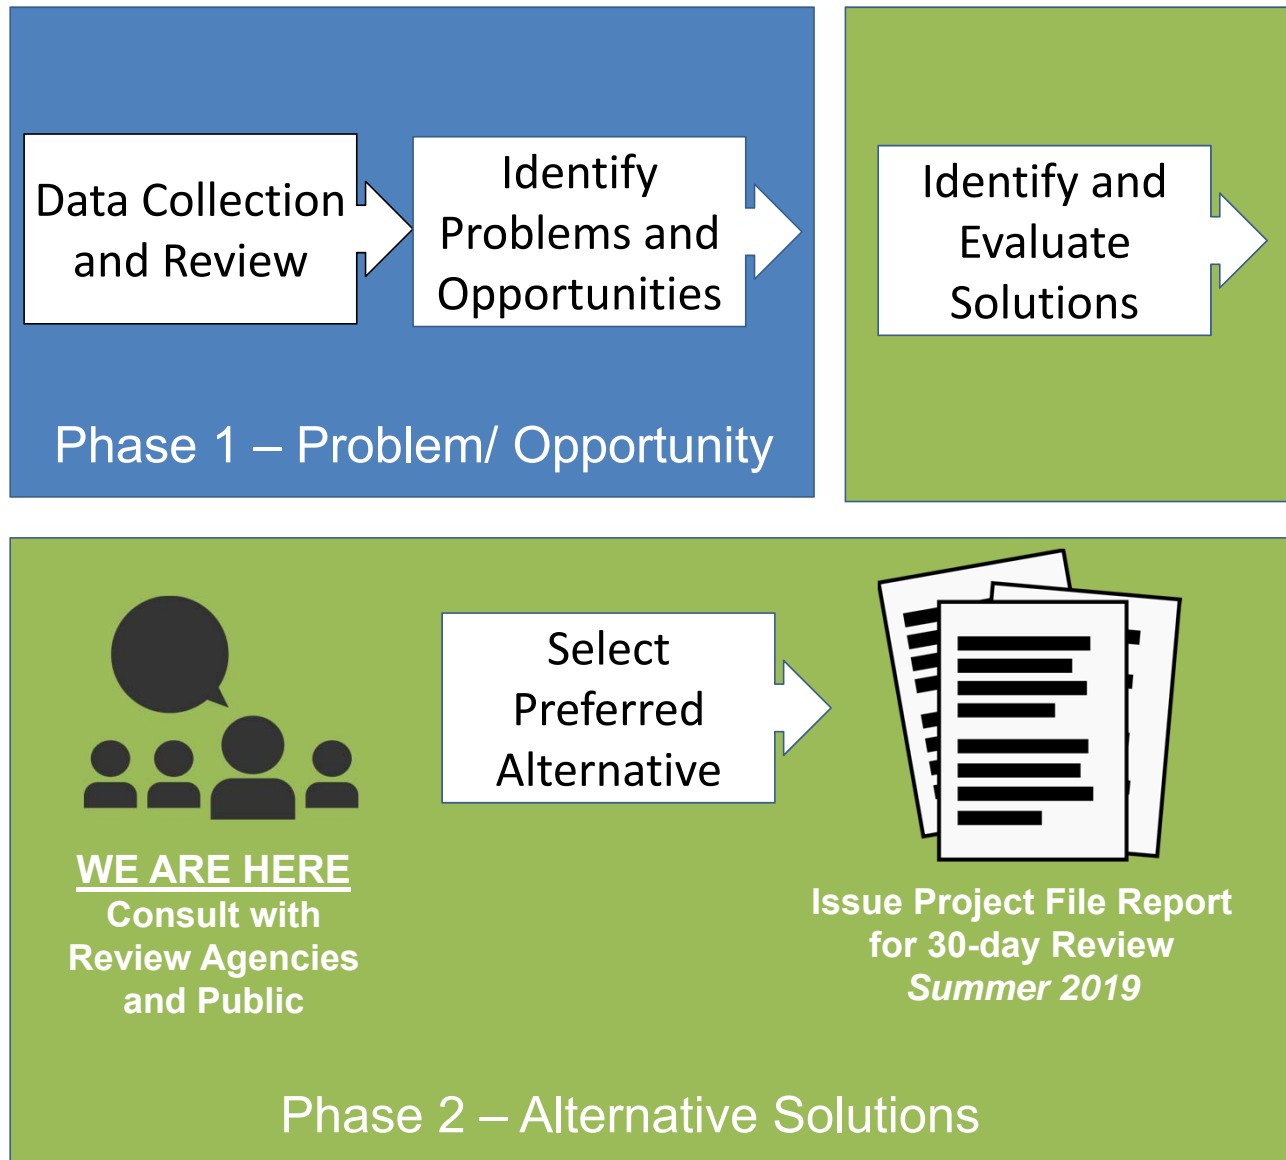 Data Collection
and Review
Identify
Problems and
Opportunities
Phase 1 – Problem/ Opportunity
Identify and
Evaluate
Solutions
WE ARE HERE
Consult with
Review Agencies
and Public
Select
Preferred
Alternative
Issue Project File Report
for 30-day Review
Summer 2019
Phase 2 – Alternative Solutions